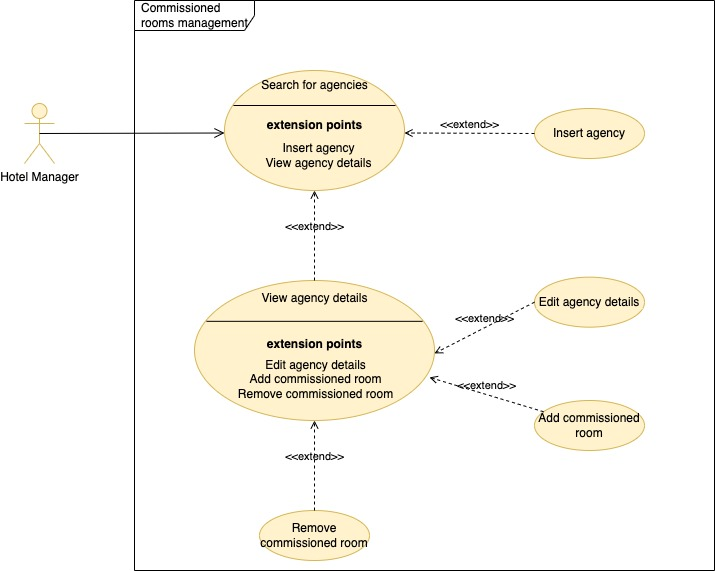 Commissioned
rooms management
Search for agencies
extension points
Insert agency
View agency details
<<extend>>
Insert agency
Hotel Manager
<<extend>>
View agency details
extension points
Edit agency details
Add commissioned room
Remove commissioned room
<<extend>>
Edit agency details
<<extend>>
Add commissioned
room
<<extend>>
Remove
commissioned room